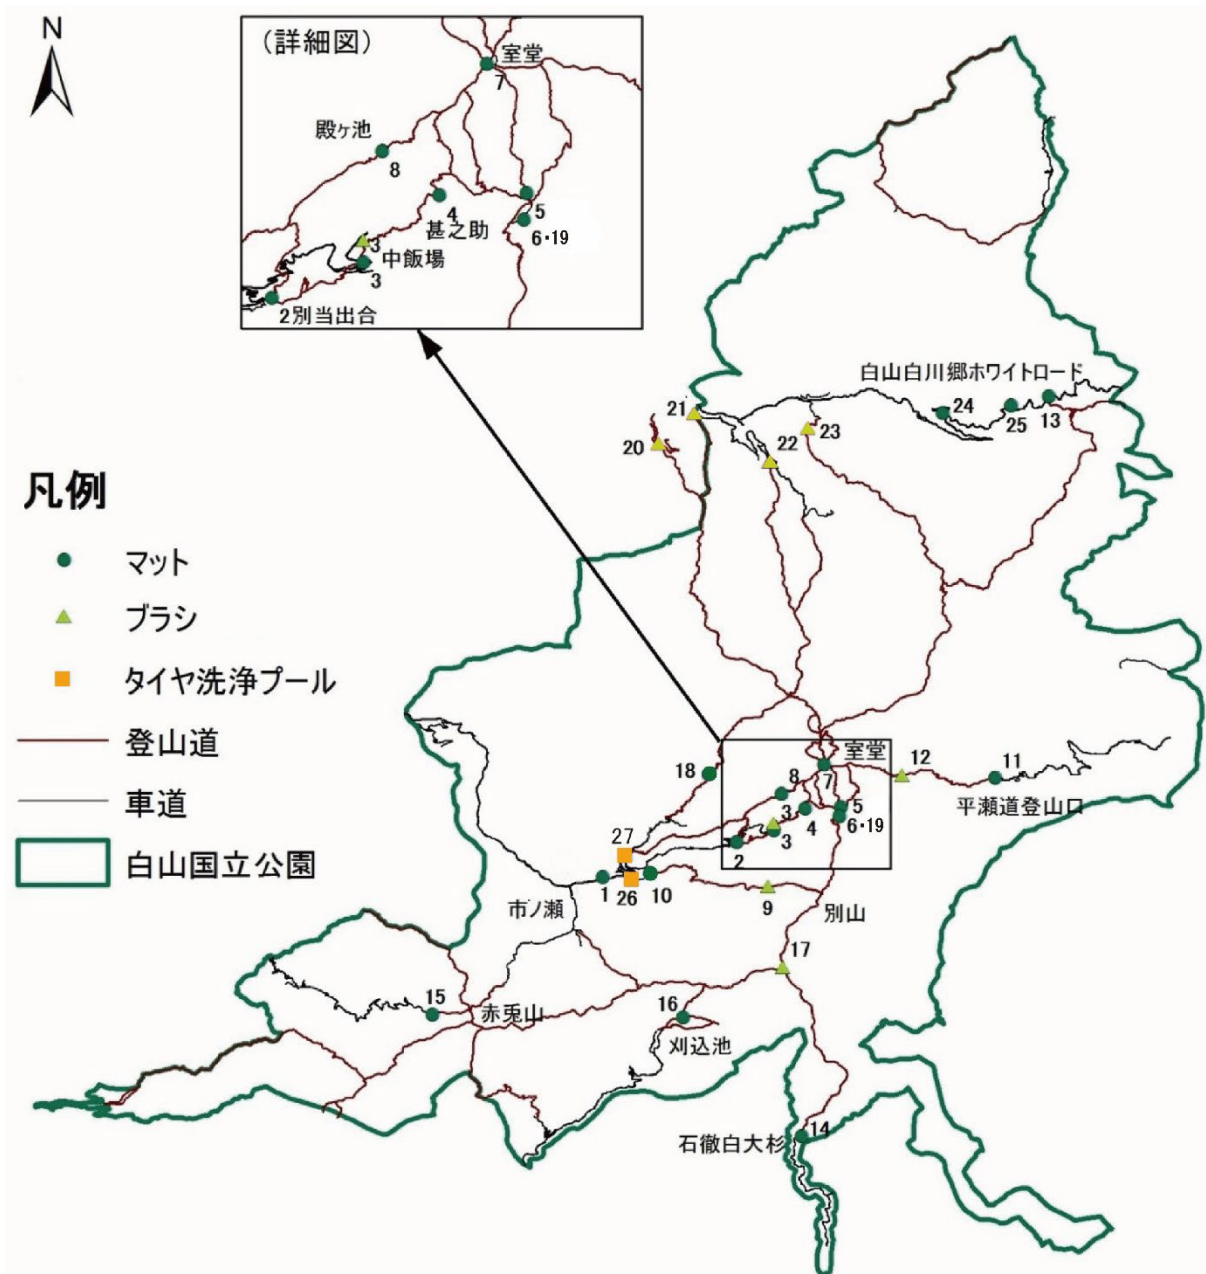 N
(詳細図)
室堂
7
殿ヶ池
8
4
甚之助
5
6・19
3
中飯場
3
2別当出合
白山白川郷ホワイトロード
21
24
25
13
20
22
23
凡例
マット
ブラシ
タイヤ洗浄プール
登山道
車道
白山国立公園
室堂
18
8
7
12
11
平瀬道登山口
3
4
5
6・19
27
2
3
1
26
10
市ノ瀬
9
別山
17
15
赤兎山
16
刈込池
14
石徹白大杉